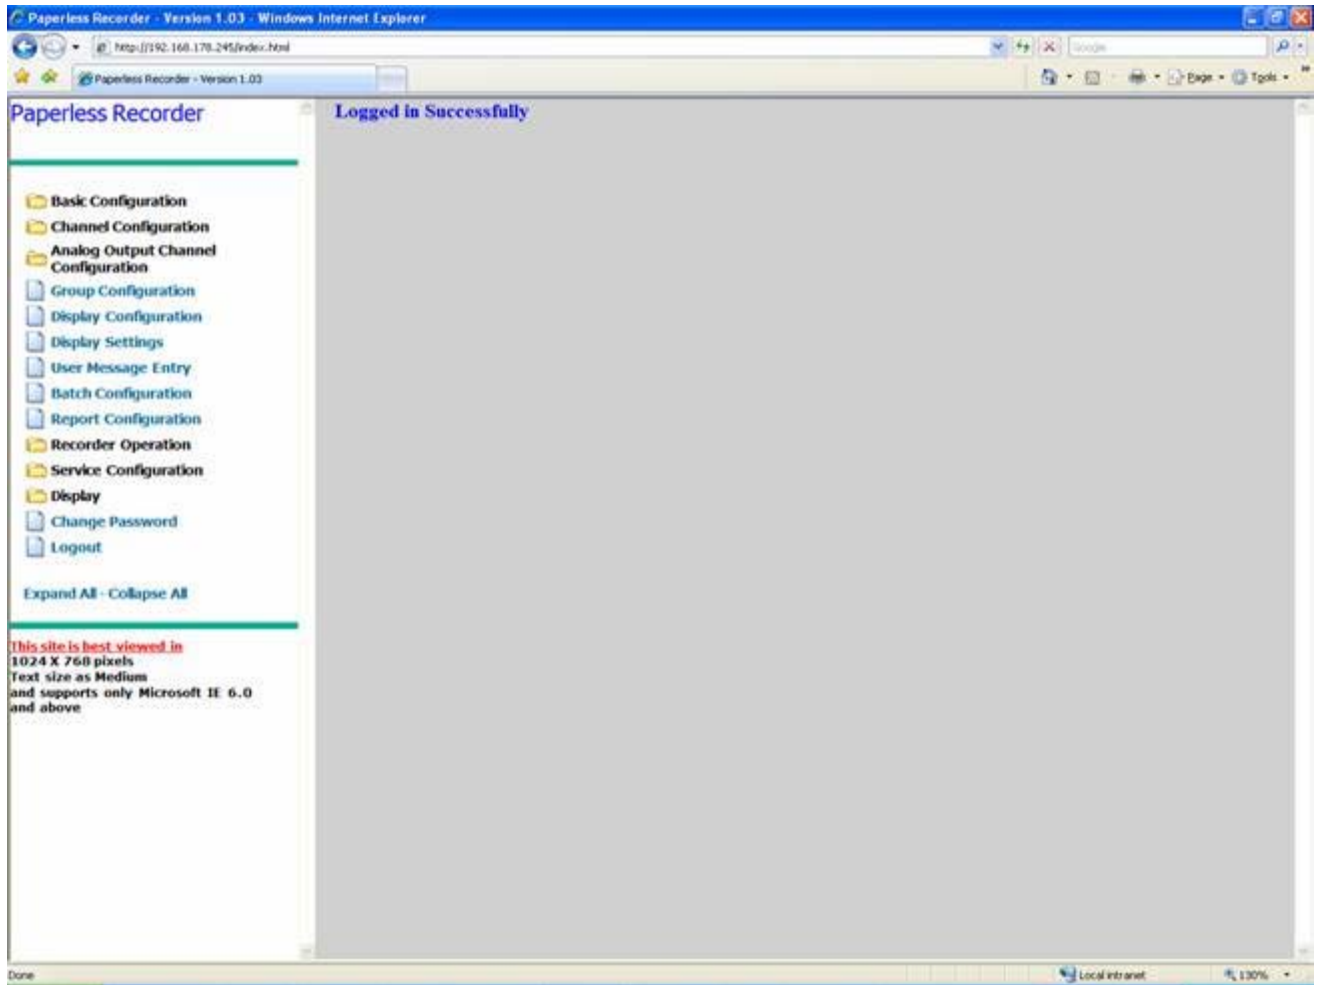 Paperless Recorder - Version 1.03 - Windows Internet Explorer
http://192.168.178.245/index.html
Google
Paperless Recorder - Version 1.03
Page
Tools
Paperless Recorder
Logged in Successfully
Basic Configuration
Channel Configuration
Analog Output Channel
Configuration
Group Configuration
Display Configuration
Display Settings
User Message Entry
Batch Configuration
Report Configuration
Recorder Operation
Service Configuration
Display
Change Password
Logout
Expand All - Collapse All
This site is best viewed in
1024 X 768 pixels
Text size as Medium
and supports only Microsoft IE 6.0
and above
Done
Local intranet
130%